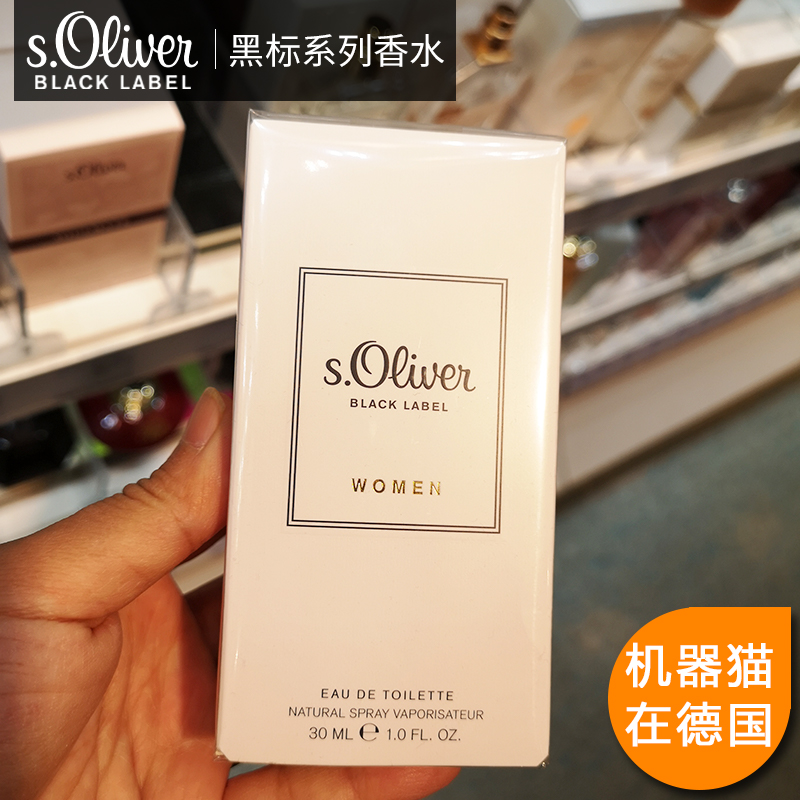 s.Oliver
BLACK LABEL
黑标系列香水
s.Oliver
s.Oliver
BLACK LABEL
WOMEN
EAU DE TOILETTE
NATURAL SPRAY VAPORISATEUR
30 ML ℮ 1.0 FL. OZ.
机器猫
在德国